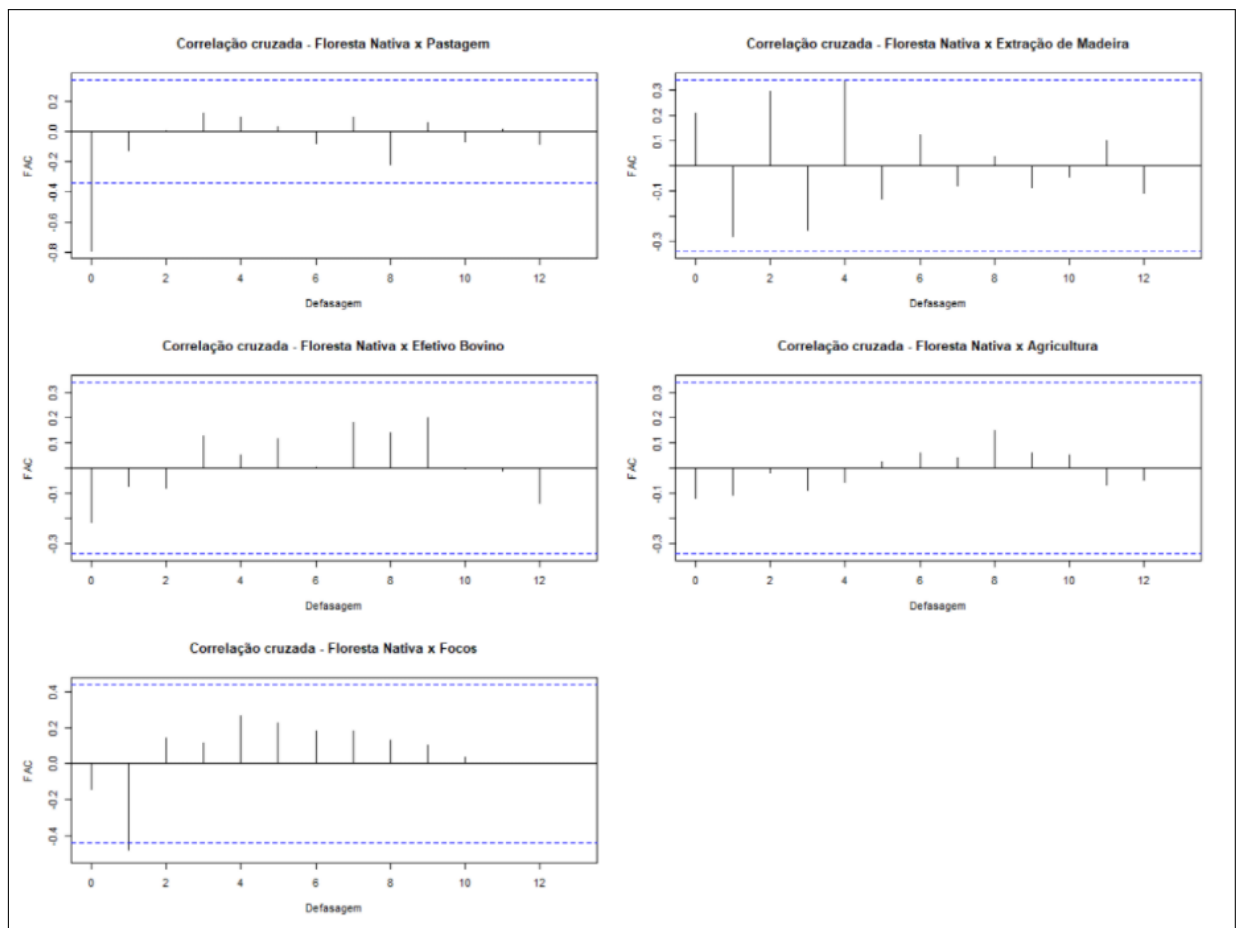 Correlação cruzada - Floresta Nativa x Pastagem
FAC
0.2
0.0
-0.2
-0.4
-0.6
-0.8
0 2 4 6 8 10 12
Defasagem
Correlação cruzada - Floresta Nativa x Extração de Madeira
FAC
0.3
0.2
0.1
-0.1
-0.3
0 2 4 6 8 10 12
Defasagem
Correlação cruzada - Floresta Nativa x Efetivo Bovino
FAC
0.3
0.2
0.1
-0.1
-0.3
0 2 4 6 8 10 12
Defasagem
Correlação cruzada - Floresta Nativa x Agricultura
FAC
0.3
0.2
0.1
-0.1
-0.3
0 2 4 6 8 10 12
Defasagem
Correlação cruzada - Floresta Nativa x Focos
FAC
0.4
0.2
0.0
-0.2
-0.4
0 2 4 6 8 10 12
Defasagem